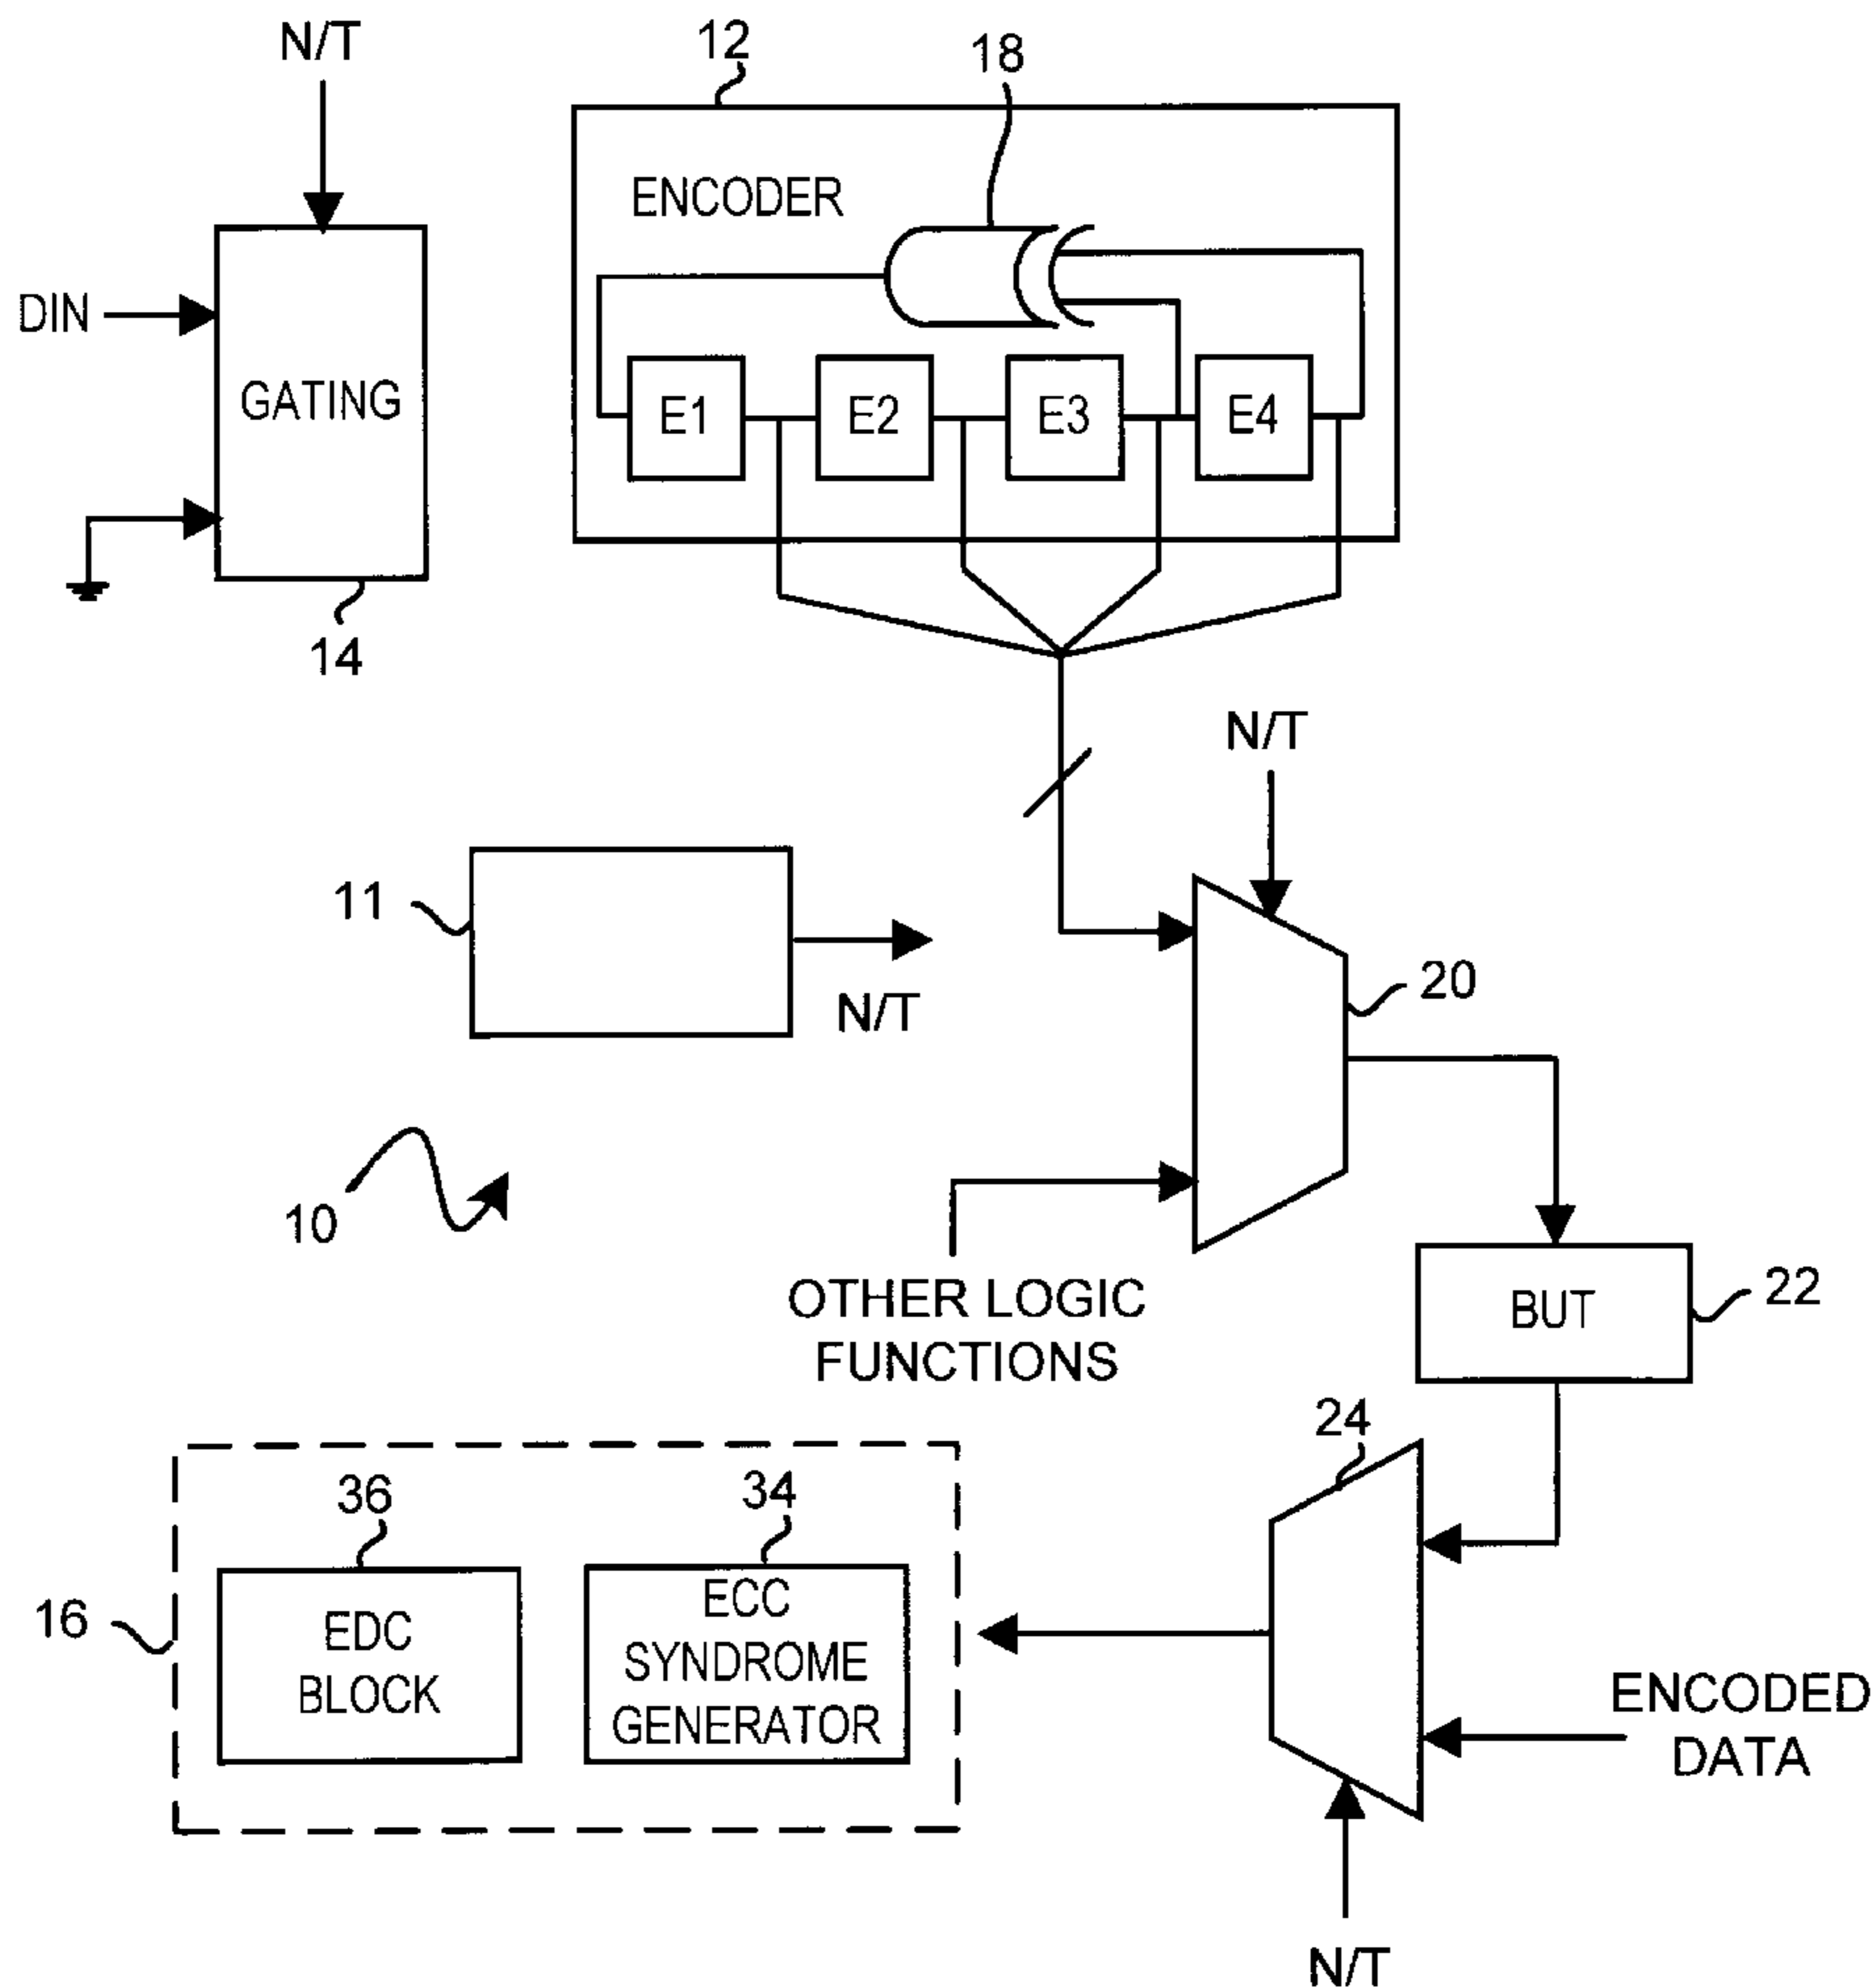 N/T
12
18
ENCODER
DIN
GATING
E1
E2
E3
E4
14
N/T
11
N/T
20
10
OTHER LOGIC
FUNCTIONS
BUT
22
24
36
34
16
EDC
BLOCK
ECC
SYNDROME
GENERATOR
ENCODED
DATA
N/T